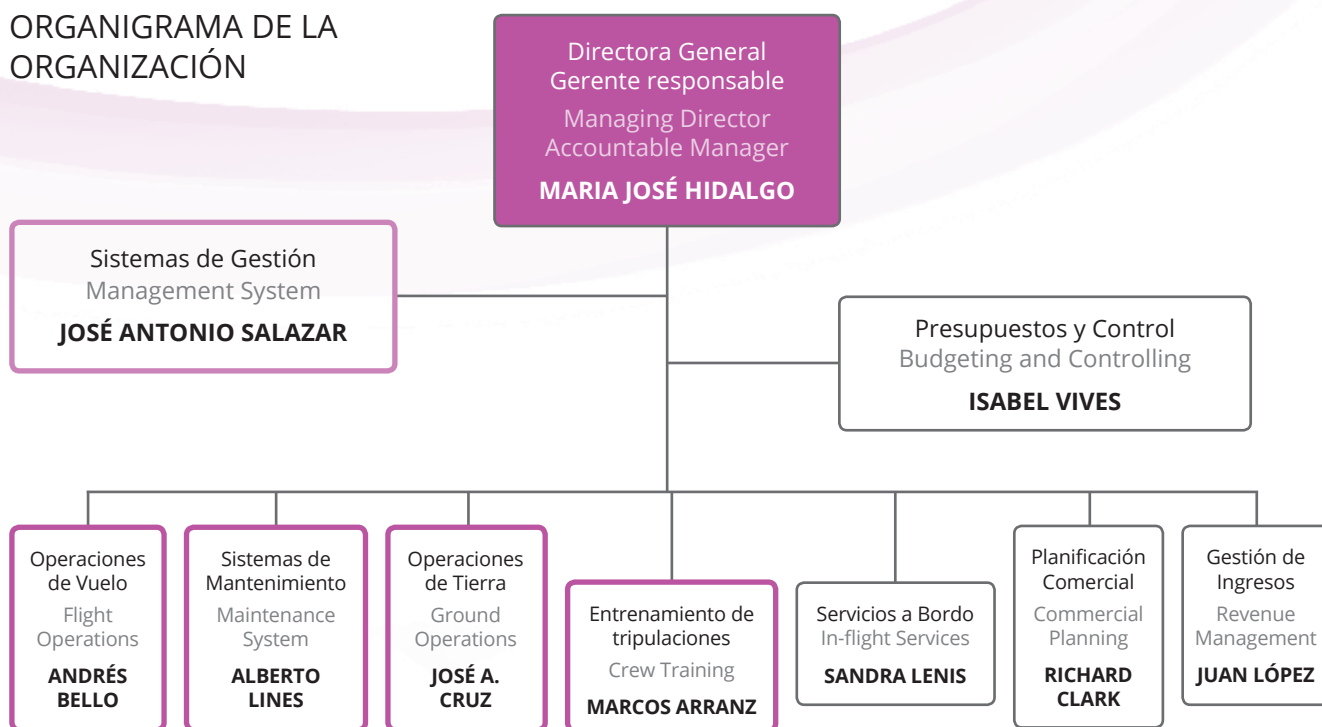 ORGANIGRAMA DE LA
ORGANIZACIÓN
Directora General
Gerente responsable
Managing Director
Accountable Manager
MARIA JOSÉ HIDALGO
Sistemas de Gestión
Management System
JOSÉ ANTONIO SALAZAR
Presupuestos y Control
Budgeting and Controlling
ISABEL VIVES
Operaciones
de Vuelo
Flight
Operations
ANDRÉS
BELLO
Sistemas de
Mantenimiento
Maintenance
System
ALBERTO
LINES
Operaciones
de Tierra
Ground
Operations
JOSÉ A.
CRUZ
Entrenamiento de
tripulaciones
Crew Training
MARCOS ARRANZ
Servicios a Bordo
In-flight Services
SANDRA LENIS
Planificación
Comercial
Commercial
Planning
RICHARD
CLARK
Gestión de
Ingresos
Revenue
Management
JUAN LÓPEZ